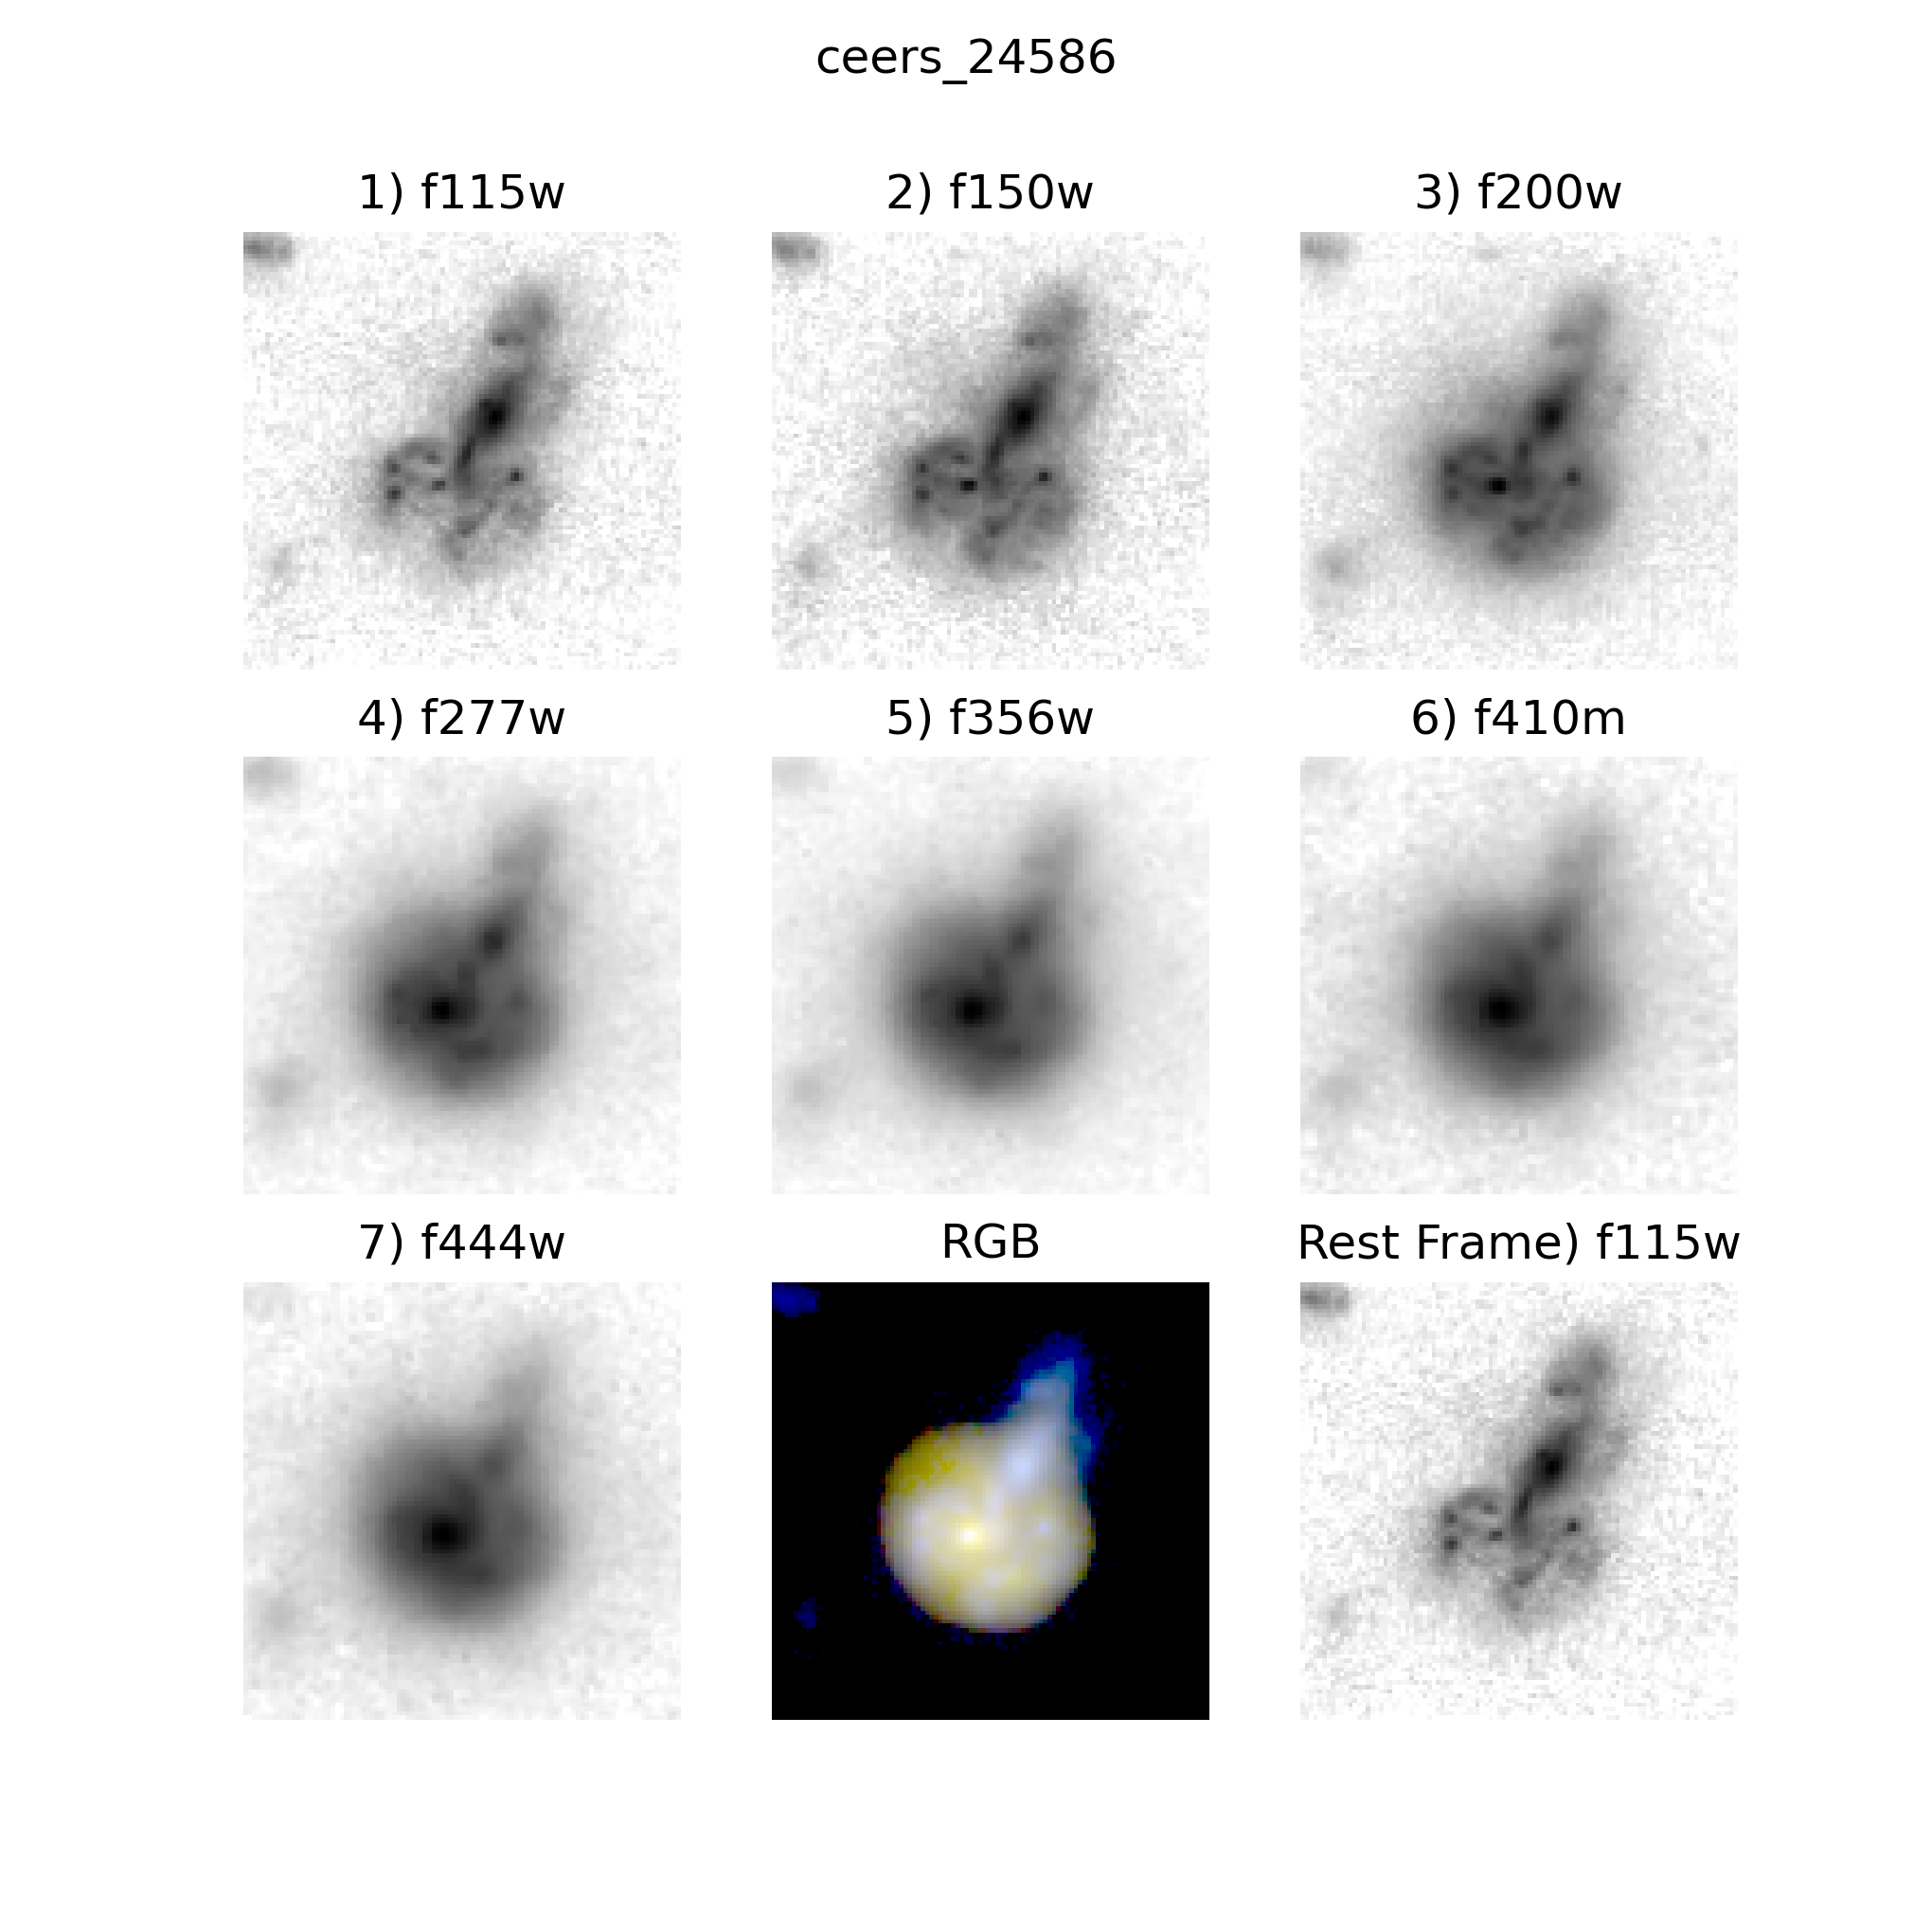 ceers_24586
1) f115w
2) f150w
3) f200w
4) f277w
5) f356w
6) f410m
7) f444w
RGB
Rest Frame) f115w